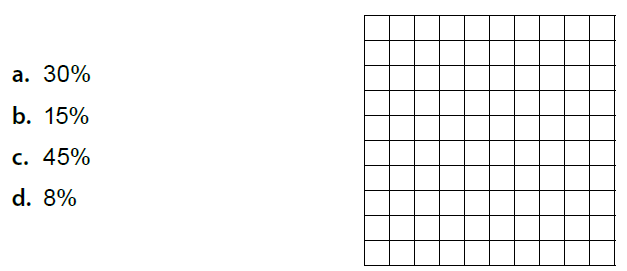 a. 30%
b. 15%
c. 45%
d. 8%